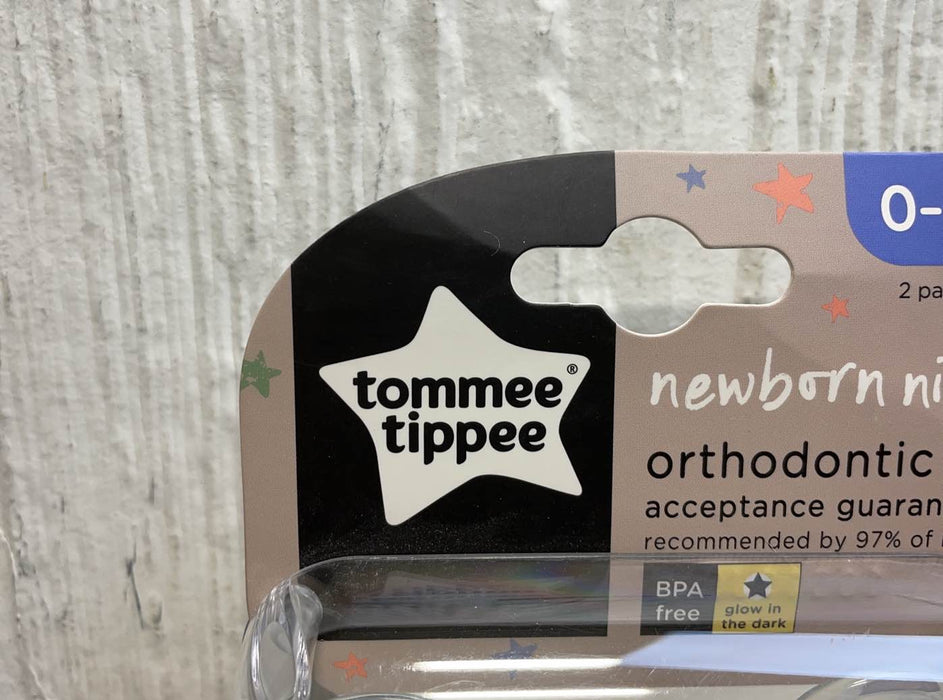 0-
2 pa
tommee®
tippee
newborn ni
orthodontic
acceptance guaran
recommended by 97% of
BPA
free
glow in
the dark